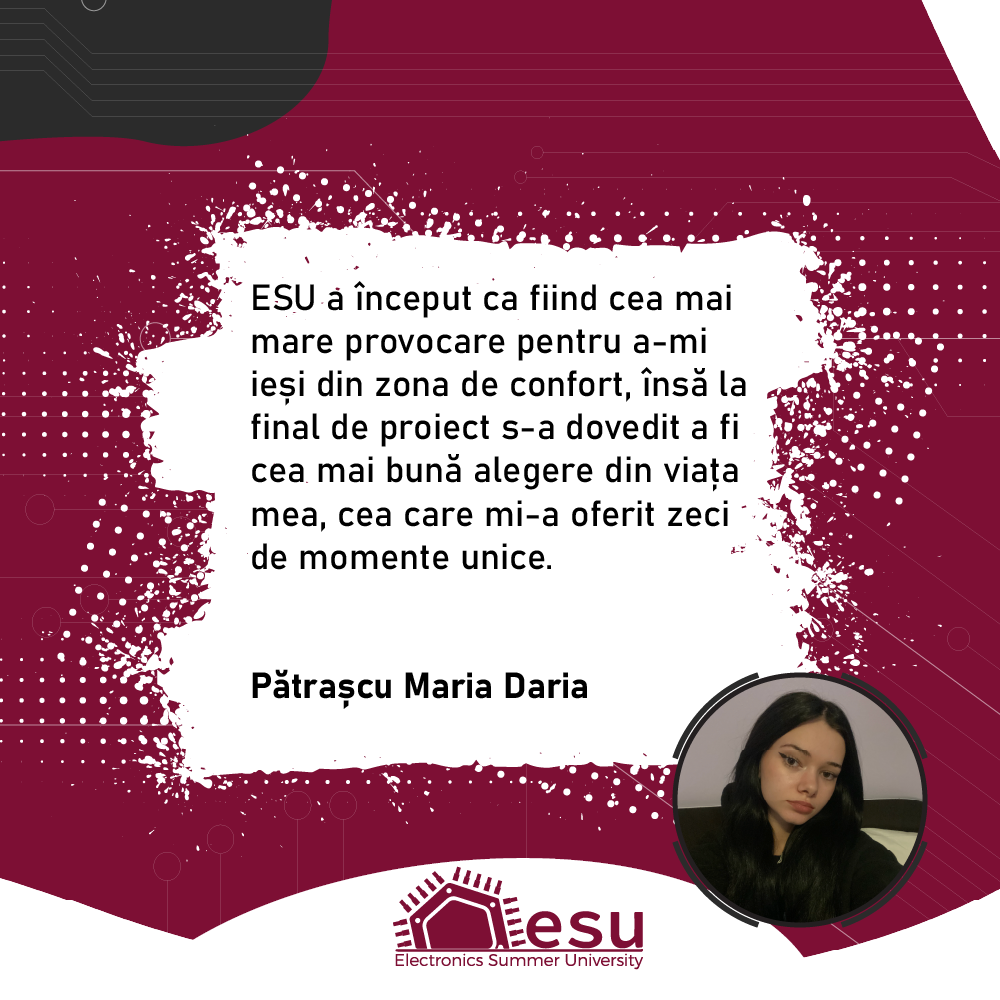 ESU a început ca fiind cea mai
mare provocare pentru a-mi
ieși din zona de confort, însă la
final de proiect s-a dovedit a fi
cea mai bună alegere din viața
mea, cea care mi-a oferit zeci
de momente unice.
Pătrașcu Maria Daria
esu
Electronics Summer University